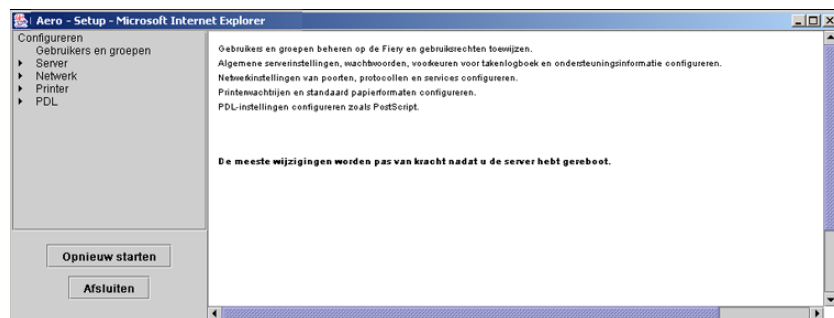 Aero - Setup - Microsoft Internet Explorer
Configureren
Gebruikers en groepen
Server
Netwerk
Printer
PDL
Opnieuw starten
Afsluiten
Gebruikers en groepen beheren op de Fiery en gebruiksrechten toewijzen.
Algemene serverinstellingen, wachtwoorden, voorkeuren voor takenlogboek en ondersteuningsinformatie configureren.
Netwerkinstellingen van poorten, protocollen en services configureren.
Printerwachtrijen en standaard papierformaten configureren.
PDL-instellingen configureren zoals PostScript.
De meeste wijzigingen worden pas van kracht nadat u de server hebt gereboot.